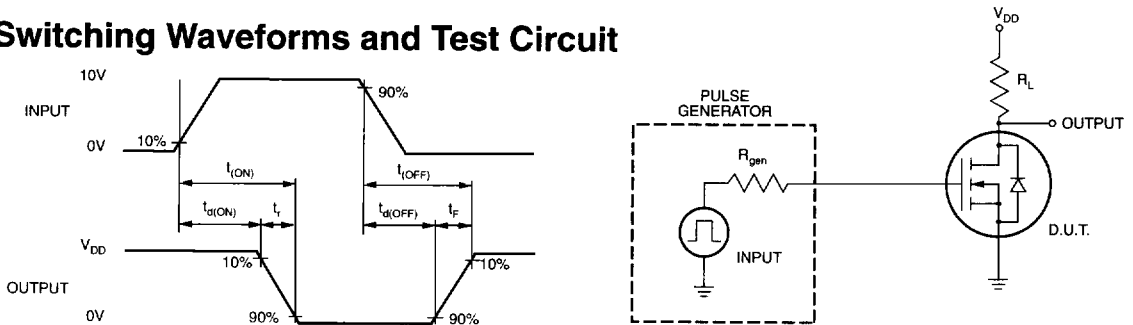 Switching Waveforms and Test Circuit
10V
INPUT
0V
10%
90%
t(ON)
t(OFF)
td(ON)
tr
td(OFF)
tF
VDD
OUTPUT
0V
10%
10%
90%
90%
PULSE
GENERATOR
Rgen
INPUT
VDD
RL
OUTPUT
D.U.T.